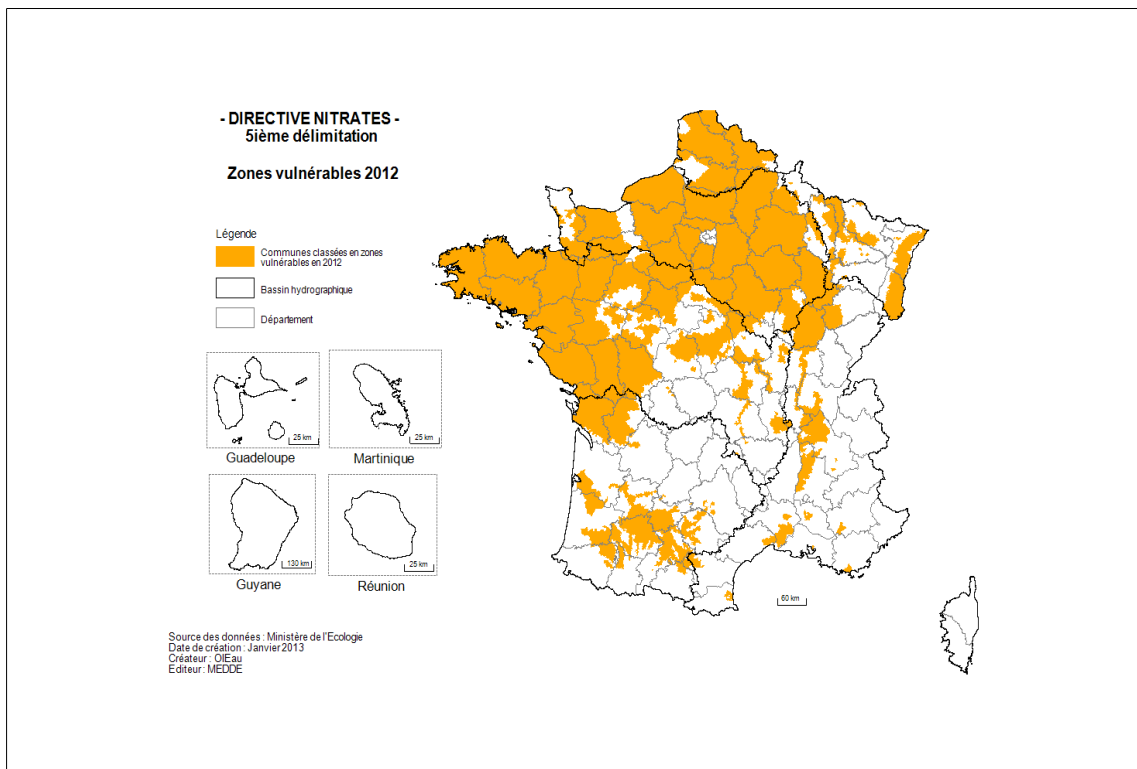 - DIRECTIVE NITRATES -
5ième délimitation
Zones vulnérables 2012
Légende
Communes classées en zones
vulnérables en 2012
Bassin hydrographique
Département
25 km
25 km
Guadeloupe
Martinique
130 km
25 km
Guyane
Réunion
60 km
Source des données : Ministère de l'Ecologie
Date de création : Janvier 2013
Créateur : OIEau
Editeur : MEDDE